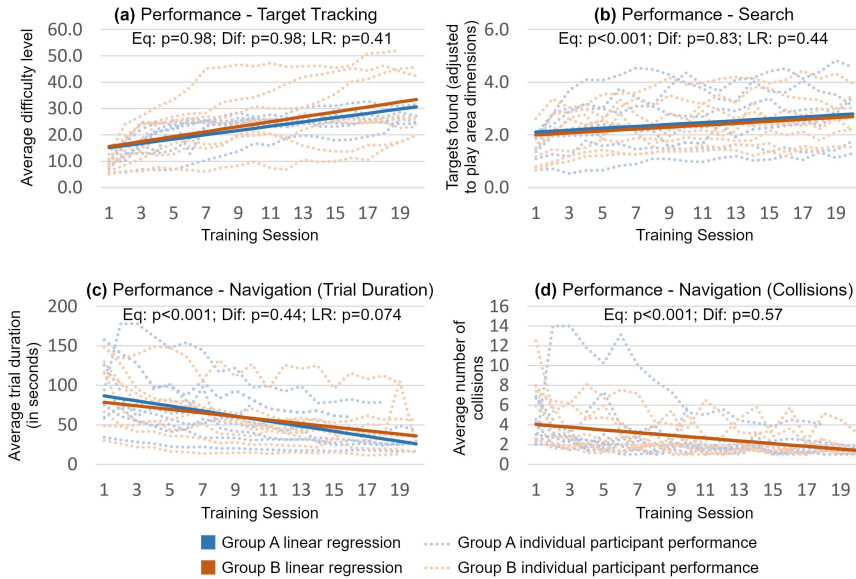 (a) Performance - Target Tracking
Eq: p=0.98; Dif: p=0.98; LR: p=0.41
Average difficulty level
60.0
50.0
40.0
30.0
20.0
10.0
0.0
1 3 5 7 9 11 13 15 17 19
Training Session
(b) Performance - Search
Eq: p<0.001; Dif: p=0.83; LR: p=0.44
Targets found (adjusted
to play area dimensions)
6.0
4.0
2.0
0.0
1 3 5 7 9 11 13 15 17 19
Training Session
(c) Performance - Navigation (Trial Duration)
Eq: p<0.001; Dif: p=0.44; LR: p=0.074
Average trial duration
(in seconds)
200
150
100
50
0
1 3 5 7 9 11 13 15 17 19
Training Session
(d) Performance - Navigation (Collisions)
Eq: p<0.001; Dif: p=0.57
Average number of
collisions
16
14
12
10
8
6
4
2
0
1 3 5 7 9 11 13 15 17 19
Training Session
Group A linear regression
Group A individual participant performance
Group B linear regression
Group B individual participant performance